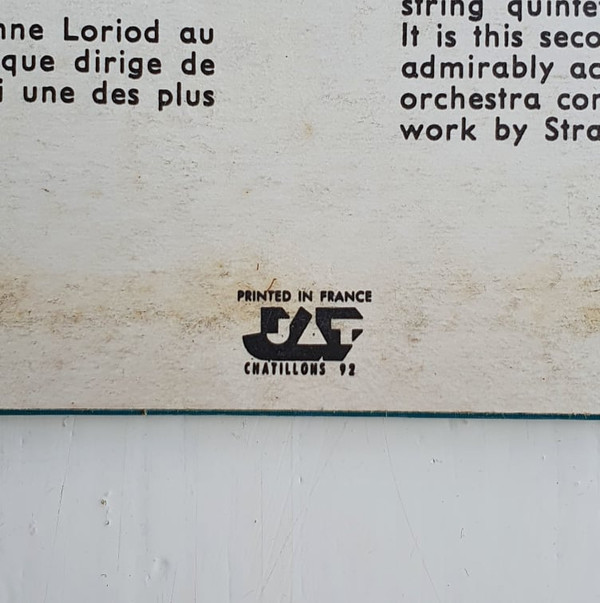 nne Loriod au
que dirige de
i une des plus
string quinte
It is this seco
admirably ac
orchestra con
work by Stra
PRINTED IN FRANCE
CHATILLONS 92